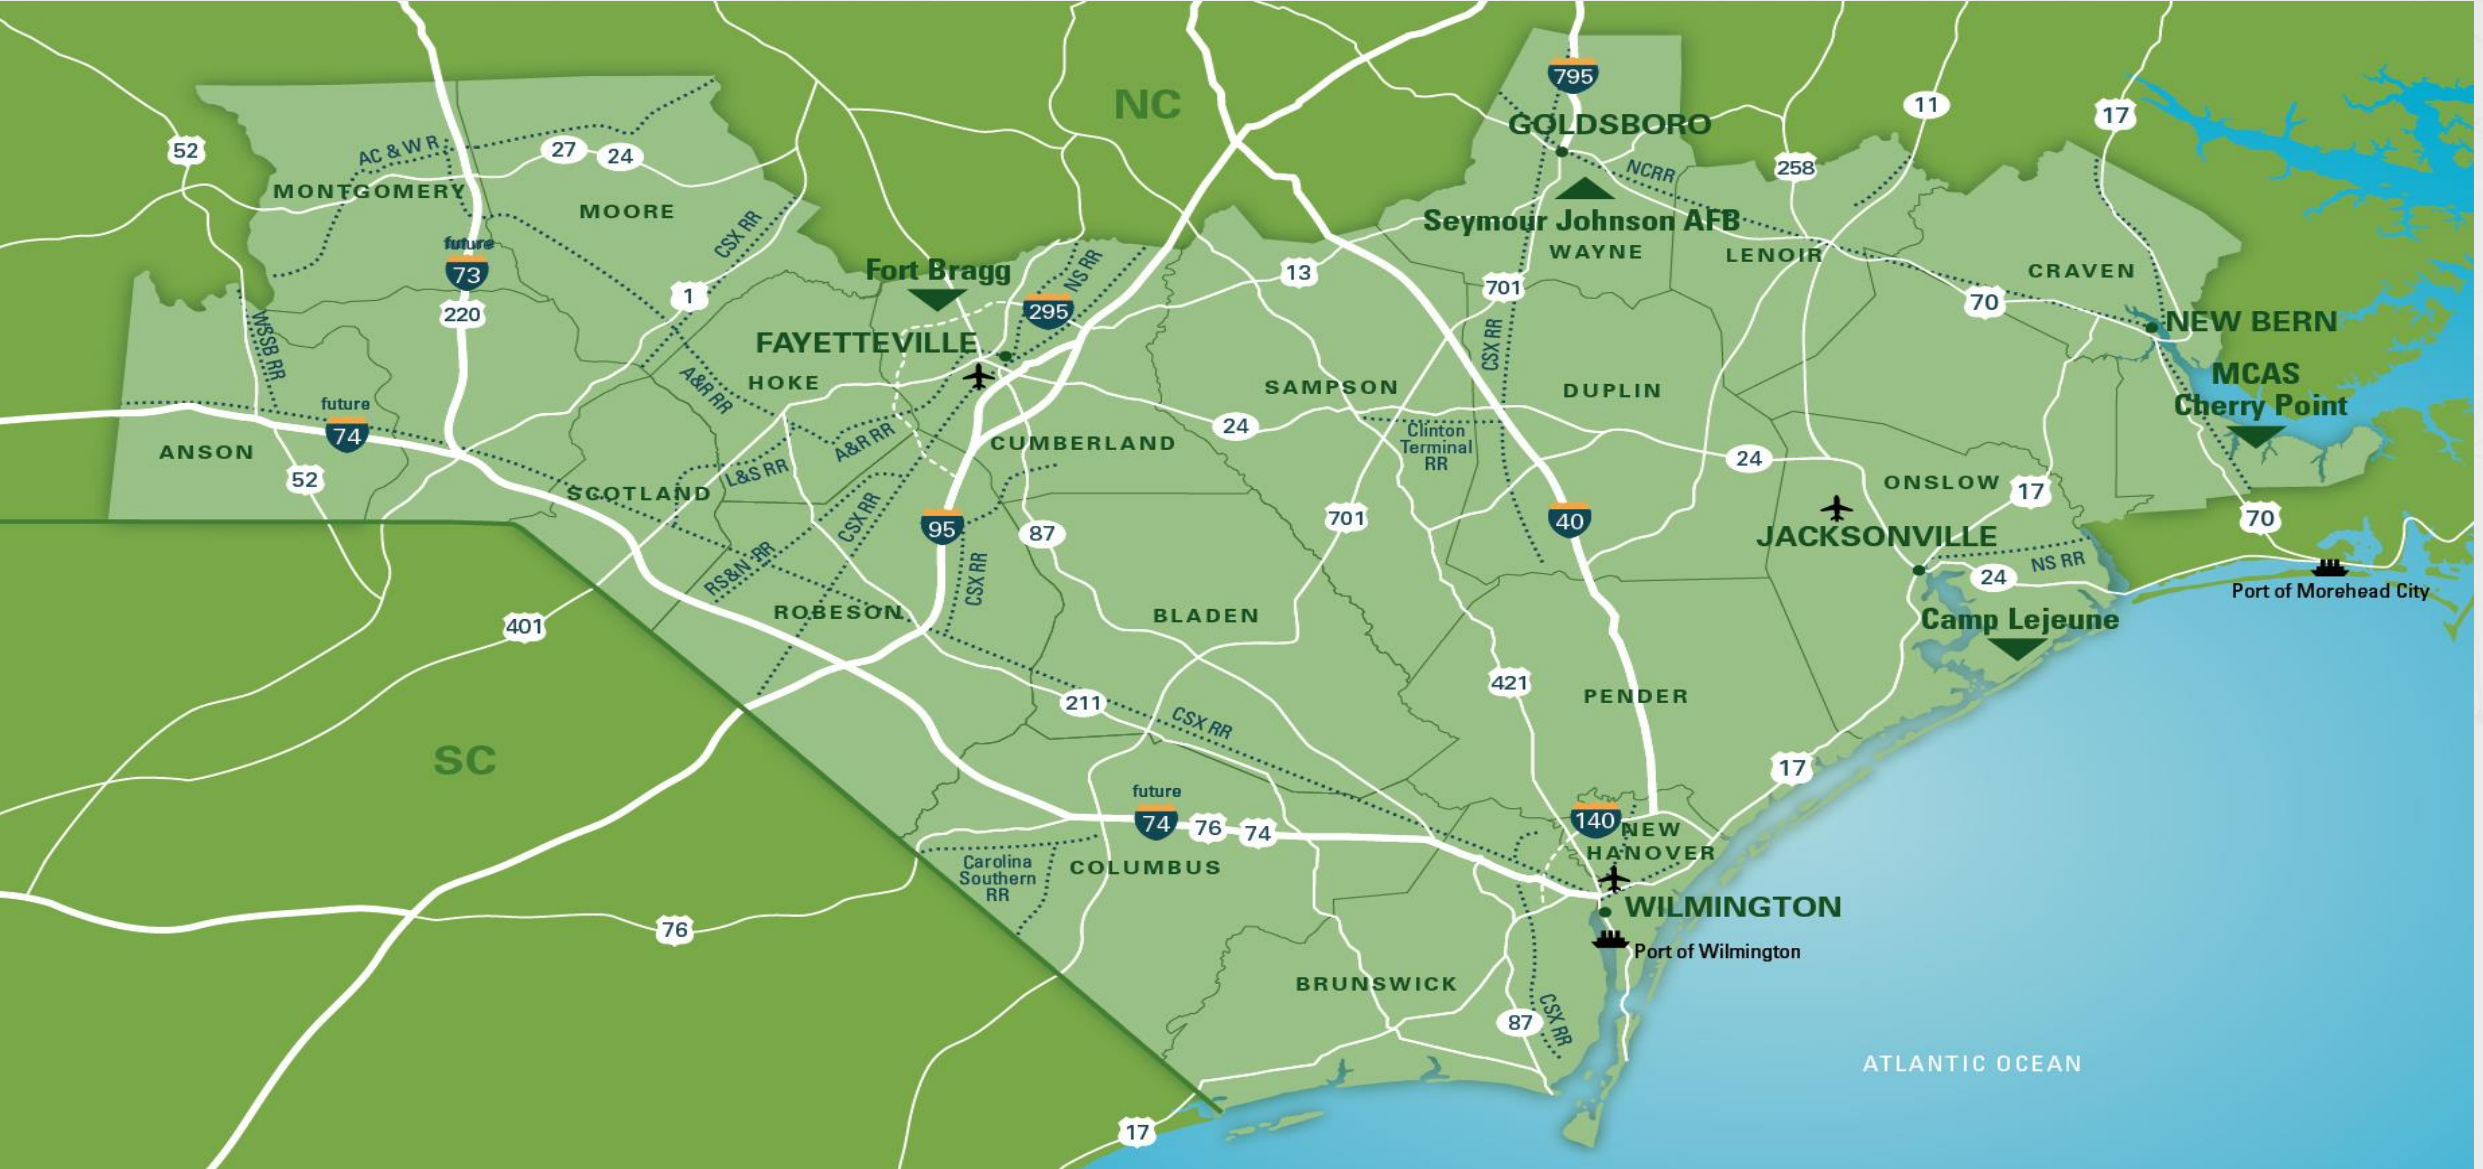 NC
795
GOLDSBORO
11
17
52
AC & W R
27
24
258
NCRR
MONTGOMERY
MOORE
Seymour Johnson AFB
WAYNE
LENOIR
CSX RR
future
73
Fort Bragg
NS RR
13
CRAVEN
1
295
701
70
220
WSSB RR
FAYETTEVILLE
CSX RR
NEW BERN
HOKE
A&R RR
SAMPSON
DUPLIN
MCAS
Cherry Point
future
74
24
ANSON
A&R RR
CUMBERLAND
Clinton
Terminal
RR
24
L&S RR
52
SCOTLAND
ONSLOW
17
CSX RR
95
87
701
40
JACKSONVILLE
70
RS&N RR
CSX RR
24
NS RR
Port of Morehead City
401
ROBESON
BLADEN
Camp Lejeune
211
CSX RR
421
PENDER
SC
17
future
74
76
74
140
NEW
HANOVER
Carolina
Southern
RR
COLUMBUS
WILMINGTON
76
Port of Wilmington
BRUNSWICK
87
CSX RR
ATLANTIC OCEAN
17